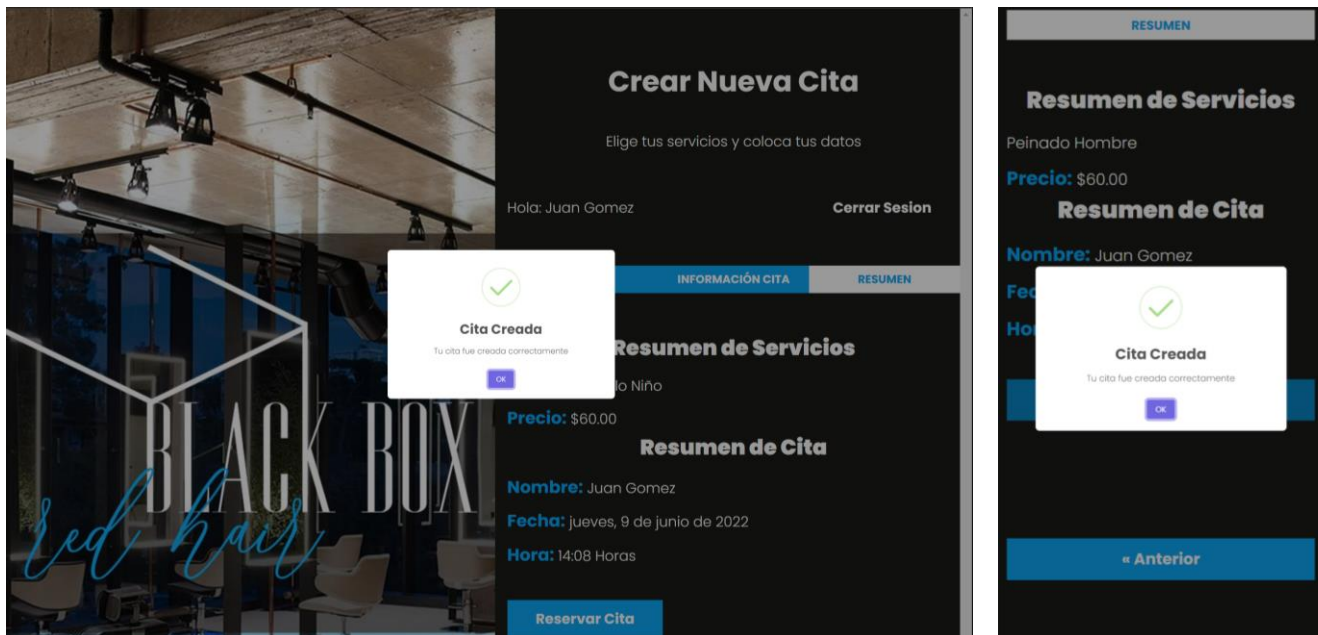 Crear Nueva Cita
Elige tus servicios y coloca tus datos
Hola: Juan Gomez
Cerrar Sesion
INFORMACIÓN CITA
RESUMEN
Cita Creada
Tu cita fue creada correctamente
OK
Resumen de Servicios
lo Niño
Precio: $60.00
Resumen de Cita
Nombre: Juan Gomez
Fecha: jueves, 9 de junio de 2022
Hora: 14:08 Horas
Reservar Cita
BLACK BOX
red hair
RESUMEN
Resumen de Servicios
Peinado Hombre
Precio: $60.00
Resumen de Cita
Nombre: Juan Gomez
Fec
Ho
Cita Creada
Tu cita fue creada correctamente
OK
« Anterior